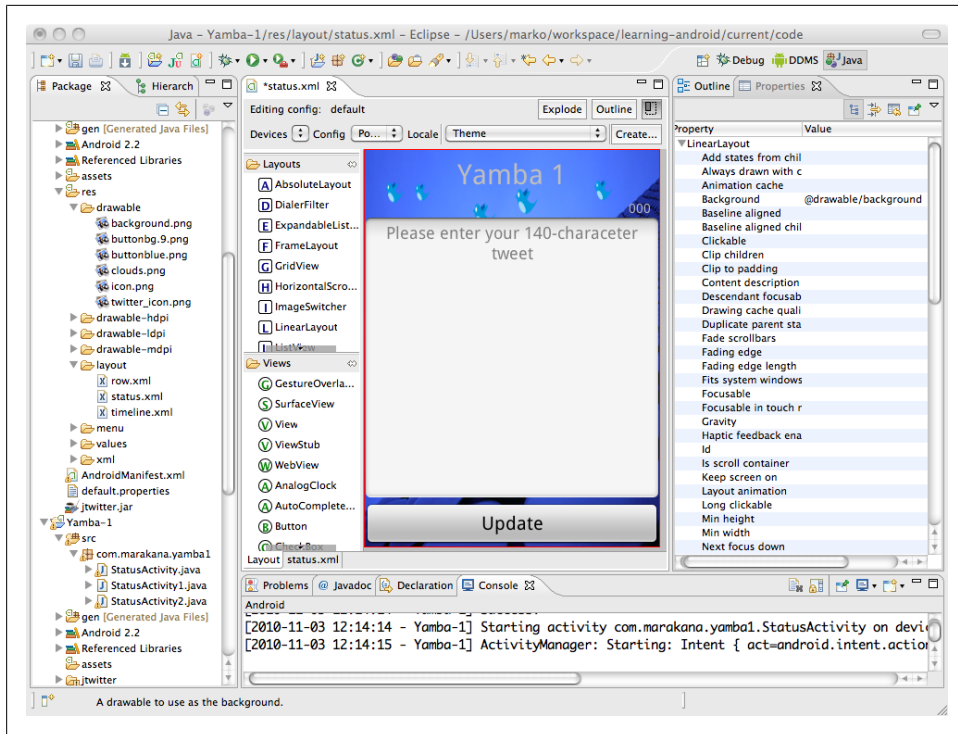 Java - Yamba-1/res/layout/status.xml - Eclipse - /Users/marko/workspace/learning-android/current/code
Debug DDMS Java
Package Hierarch
gen [Generated Java Files]
Android 2.2
Referenced Libraries
assets
res
drawable
background.png
buttonbg.9.png
buttonblue.png
clouds.png
icon.png
twitter_icon.png
drawable-hdpi
drawable-ldpi
drawable-mdpi
layout
row.xml
status.xml
timeline.xml
menu
values
xml
AndroidManifest.xml
default.properties
jtwitter.jar
Yamba-1
src
com.marakana.yamba1
StatusActivity.java
StatusActivity1.java
StatusActivity2.java
gen [Generated Java Files]
Android 2.2
Referenced Libraries
assets
jtwitter
*status.xml
Editing config: default
Explode Outline
Devices Config Po... Locale Theme Create...
Layouts
A AbsoluteLayout
D DialerFilter
E ExpandableList...
F FrameLayout
G GridView
H HorizontalScro...
I ImageSwitcher
L LinearLayout
ListView
Views
G GestureOverla...
S SurfaceView
V View
V ViewStub
W WebView
A AnalogClock
A AutoComplete...
B Button
C CheckBox
Yamba 1
000
Please enter your 140-characeter
tweet
Update
Layout status.xml
Outline Properties
Property Value
LinearLayout
Add states from chil
Always drawn with c
Animation cache
Background @drawable/background
Baseline aligned
Baseline aligned chil
Clickable
Clip children
Clip to padding
Content description
Descendant focusab
Drawing cache quali
Duplicate parent sta
Fade scrollbars
Fading edge
Fading edge length
Fits system windows
Focusable
Focusable in touch r
Gravity
Haptic feedback ena
Id
Is scroll container
Keep screen on
Layout animation
Long clickable
Min height
Min width
Next focus down
Problems @ Javadoc Declaration Console
Android
[2010-11-03 12:14:14 - Yamba-1] Starting activity com.marakana.yamba1.StatusActivity on devi
[2010-11-03 12:14:15 - Yamba-1] ActivityManager: Starting: Intent { act=android.intent.action
A drawable to use as the background.